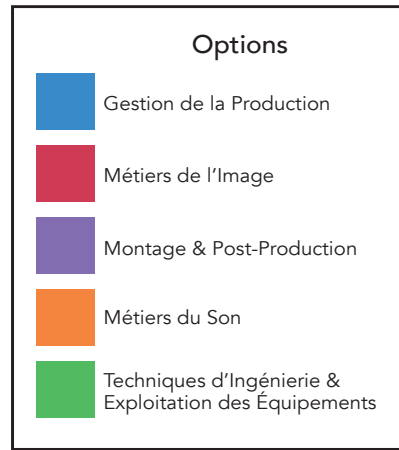 Options
Gestion de la Production
Métiers de l’Image
Montage & Post-Production
Métiers du Son
Techniques d’Ingénierie &
Exploitation des Équipements